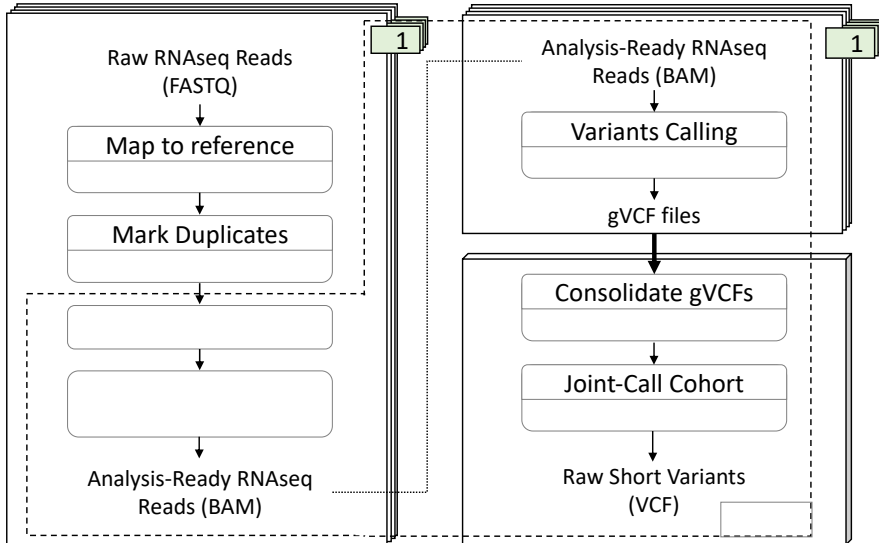 1
Raw RNAseq Reads
(FASTQ)
Map to reference
Mark Duplicates
Analysis-Ready RNAseq
Reads (BAM)
1
Analysis-Ready RNAseq
Reads (BAM)
Variants Calling
gVCF files
Consolidate gVCFs
Joint-Call Cohort
Raw Short Variants
(VCF)